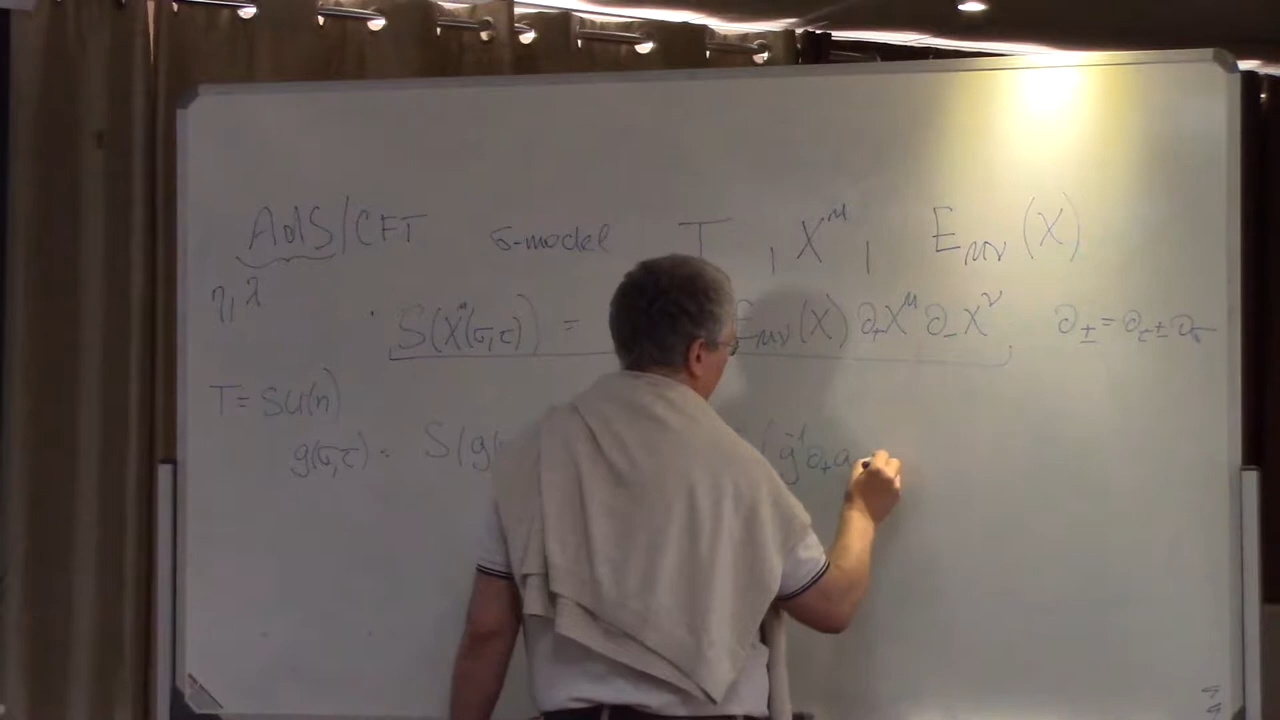 AdS/CFT σ-model T , X^μ , E_μν (X)
η, λ
S(X^μ(σ,τ)) = E_μν(X) ∂₊X^μ ∂₋X^ν ∂± = ∂τ ± ∂σ
T = SU(n)
g(σ,τ) S(g( (g⁻¹∂₊g